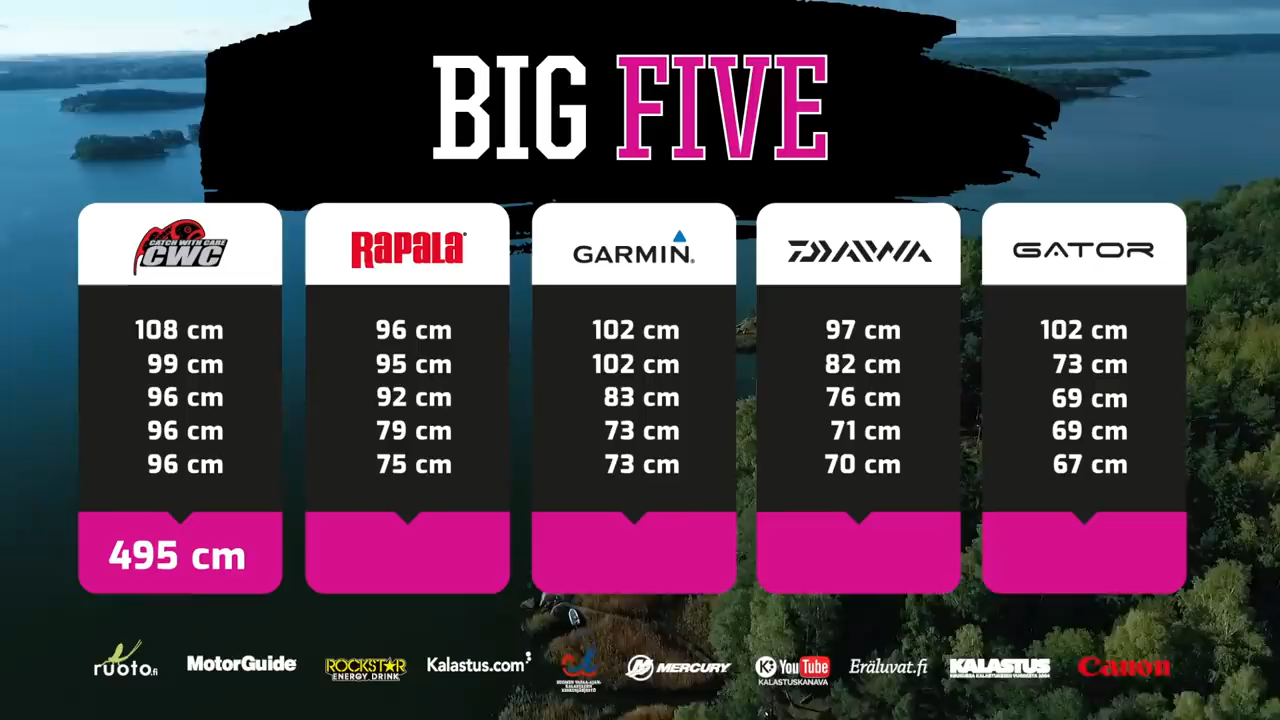 BIG FIVE
CATCH WITH CARE
CWC
108 cm
99 cm
96 cm
96 cm
96 cm
495 cm
RAPALA
96 cm
95 cm
92 cm
79 cm
75 cm
GARMIN
102 cm
102 cm
83 cm
73 cm
73 cm
DAIWA
97 cm
82 cm
76 cm
71 cm
70 cm
GATOR
102 cm
73 cm
69 cm
69 cm
67 cm
ruoto.fi
MotorGuide
ROCKSTAR
ENERGY DRINK
Kalastus.com
MERCURY
K YouTube
KALASTUSKANAVA
Eräluvat.fi
KALASTUS
Canon